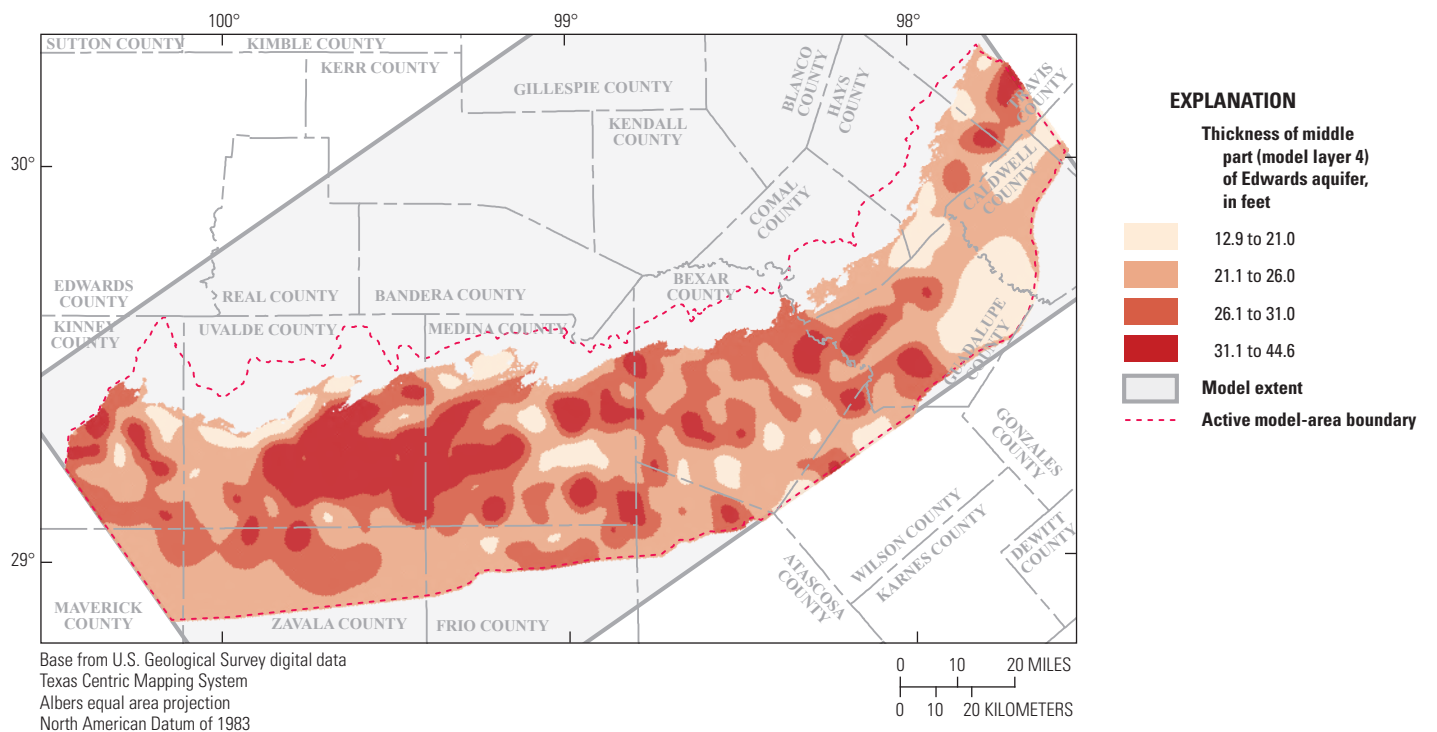 100°
99°
98°
SUTTON COUNTY
KIMBLE COUNTY
KERR COUNTY
GILLESPIE COUNTY
KENDALL
COUNTY
BLANCO
COUNTY
HAYS
COUNTY
TRAVIS
COUNTY
30°
CALDWELL
COUNTY
COMAL
COUNTY
EDWARDS
COUNTY
REAL COUNTY
BANDERA COUNTY
BEXAR
COUNTY
KINNEY
COUNTY
UVALDE COUNTY
MEDINA COUNTY
GUADALUPE
COUNTY
GONZALES
COUNTY
WILSON COUNTY
KARNES COUNTY
DEWITT
COUNTY
29°
ATASCOSA
COUNTY
MAVERICK
COUNTY
ZAVALA COUNTY
FRIO COUNTY
EXPLANATION
Thickness of middle
part (model layer 4)
of Edwards aquifer,
in feet
12.9 to 21.0
21.1 to 26.0
26.1 to 31.0
31.1 to 44.6
Model extent
Active model-area boundary
Base from U.S. Geological Survey digital data
Texas Centric Mapping System
Albers equal area projection
North American Datum of 1983
0 10 20 MILES
0 10 20 KILOMETERS